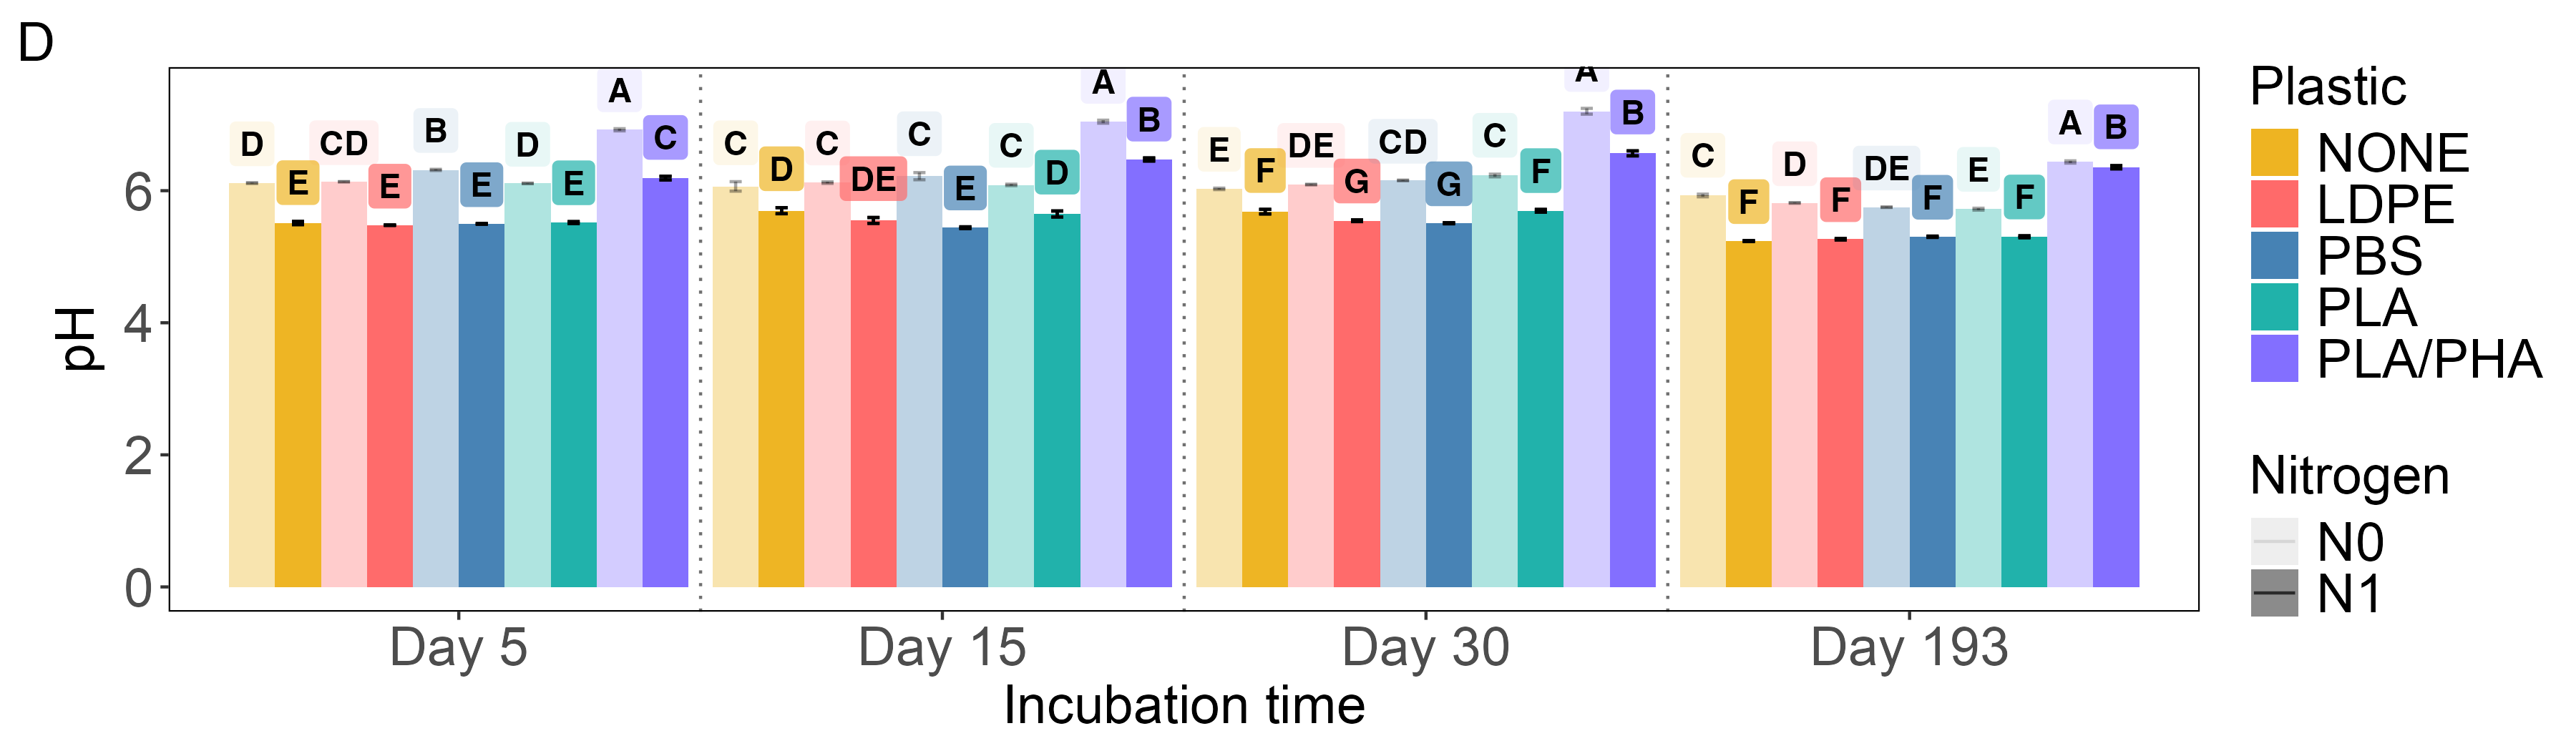 D
pH
6
4
2
0
D E CD E B E D E A C
C D C DE C E C D A B
E F DE G CD G C F A B
C F D F DE F E F A B
Day 5 Day 15 Day 30 Day 193
Incubation time
Plastic
NONE
LDPE
PBS
PLA
PLA/PHA
Nitrogen
N0
N1